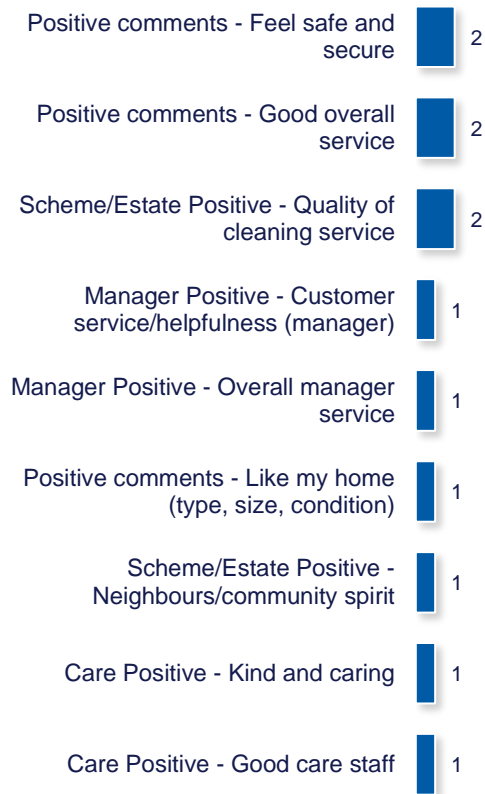 Positive comments - Feel safe and
secure
2
Positive comments - Good overall
service
2
Scheme/Estate Positive - Quality of
cleaning service
2
Manager Positive - Customer
service/helpfulness (manager)
1
Manager Positive - Overall manager
service
1
Positive comments - Like my home
(type, size, condition)
1
Scheme/Estate Positive -
Neighbours/community spirit
1
Care Positive - Kind and caring
1
Care Positive - Good care staff
1